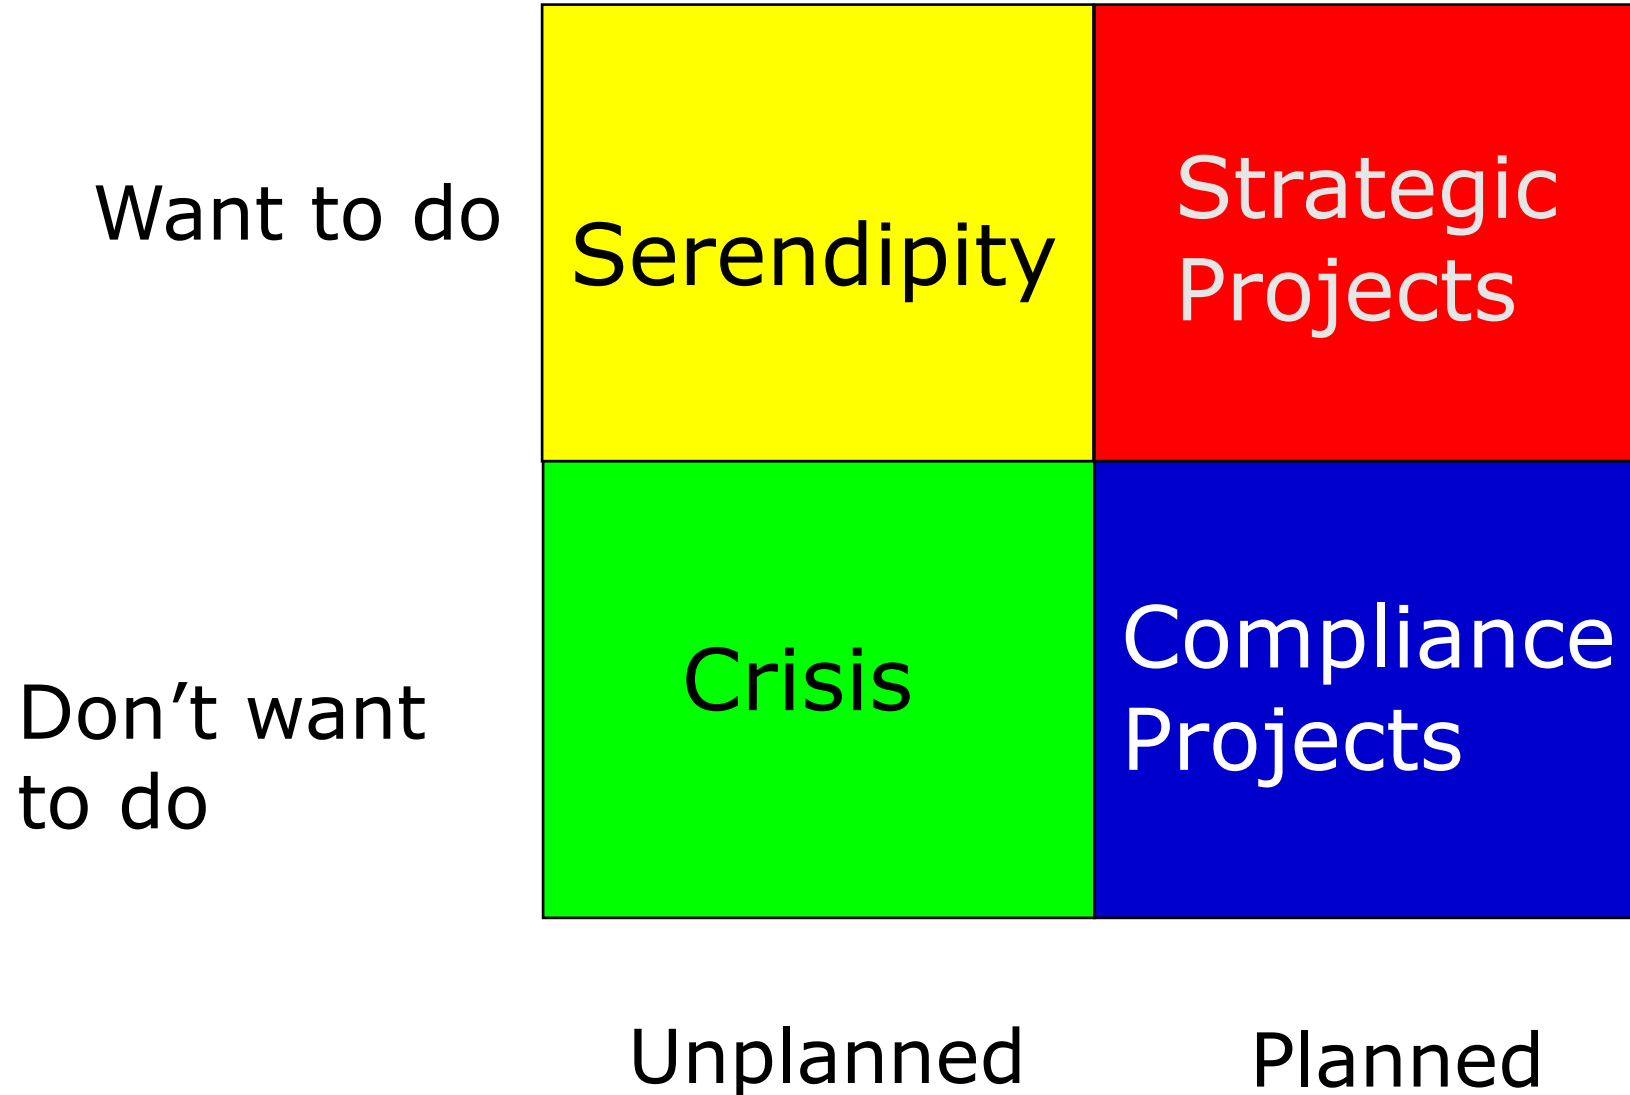 Want to do
Serendipity
Strategic
Projects
Don’t want
to do
Crisis
Compliance
Projects
Unplanned
Planned